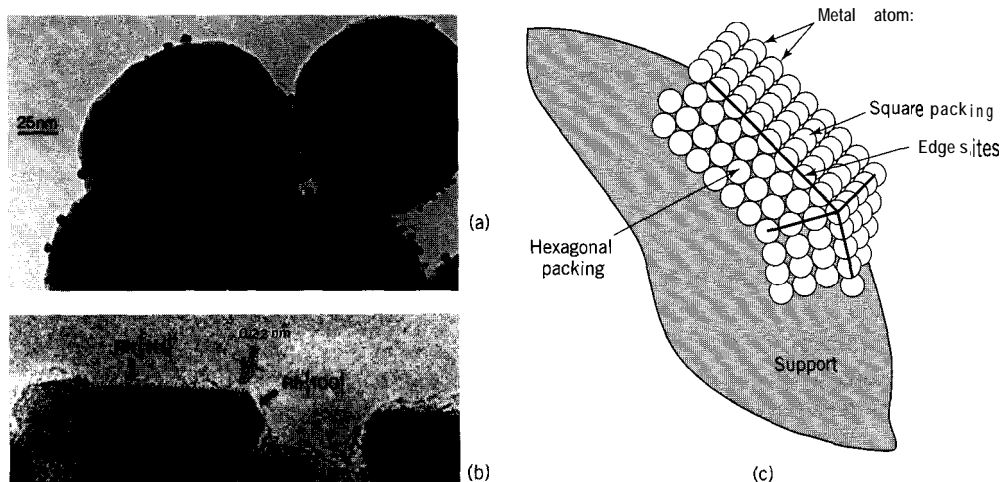 25nm
(a)
0.22 nm
(b)
Metal atom:
Square packing
Edge sites
Hexagonal
packing
Support
(c)